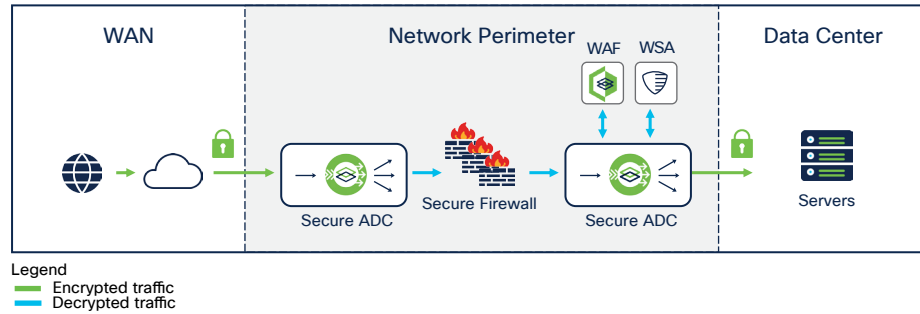 WAN
Network Perimeter
Data Center
WAF
WSA
Secure ADC
Secure Firewall
Secure ADC
Servers
Legend
Encrypted traffic
Decrypted traffic